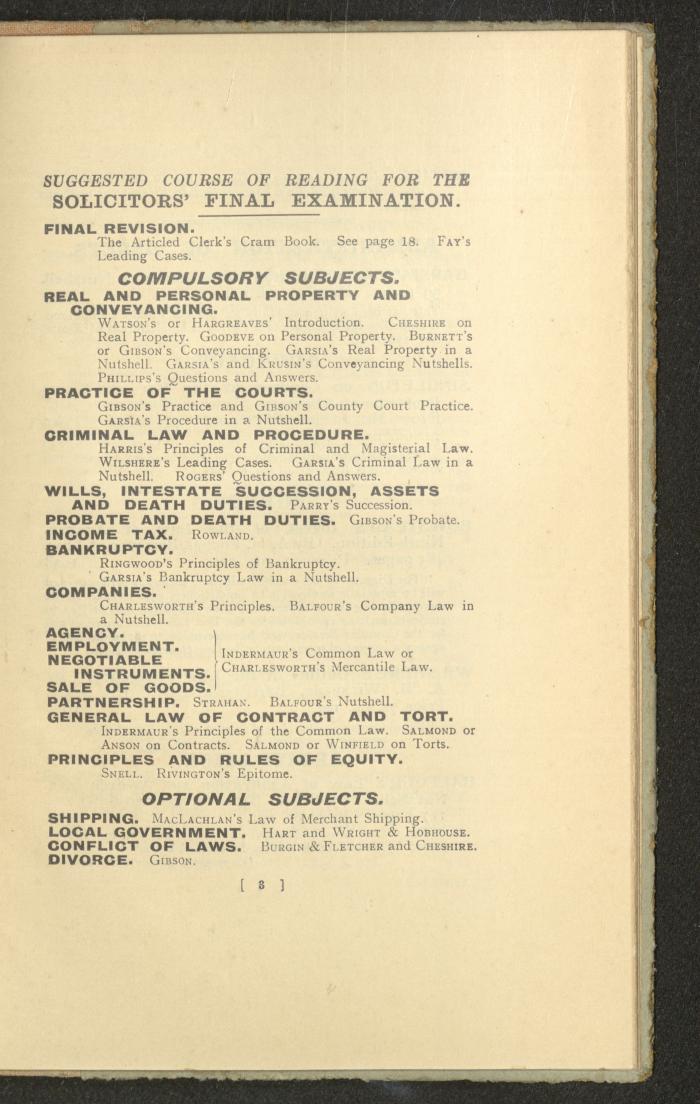 SUGGESTED COURSE OF READING FOR THE
SOLICITORS' FINAL EXAMINATION.
FINAL REVISION.
The Articled Clerk's Cram Book. See page 18. FAY'S
Leading Cases.
COMPULSORY SUBJECTS.
REAL AND PERSONAL PROPERTY AND
CONVEYANCING.
WATSON'S or HARGREAVES' Introduction. CHESHIRE on
Real Property. GOODEVE on Personal Property. BURNETT'S
or GIBSON'S Conveyancing. GARSIA'S Real Property in a
Nutshell. GARSIA'S and KRUSIN'S Conveyancing Nutshells.
PHILLIPS'S Questions and Answers.
PRACTICE OF THE COURTS.
GIBSON'S Practice and GIBSON'S County Court Practice.
GARSIA'S Procedure in a Nutshell.
CRIMINAL LAW AND PROCEDURE.
HARRIS'S Principles of Criminal and Magisterial Law.
WILSHERE'S Leading Cases. GARSIA'S Criminal Law in a
Nutshell. ROGERS' Questions and Answers.
WILLS, INTESTATE SUCCESSION, ASSETS
AND DEATH DUTIES. PARRY'S Succession.
PROBATE AND DEATH DUTIES. GIBSON'S Probate.
INCOME TAX. ROWLAND.
BANKRUPTCY.
RINGWOOD'S Principles of Bankruptcy.
GARSIA'S Bankruptcy Law in a Nutshell.
COMPANIES.
CHARLESWORTH'S Principles. BALFOUR'S Company Law in
a Nutshell.
AGENCY.
EMPLOYMENT.
NEGOTIABLE
INSTRUMENTS.
SALE OF GOODS.
INDERMAUR'S Common Law or
CHARLESWORTH'S Mercantile Law.
PARTNERSHIP. STRAHAN. BALFOUR'S Nutshell.
GENERAL LAW OF CONTRACT AND TORT.
INDERMAUR'S Principles of the Common Law. SALMOND or
ANSON on Contracts. SALMOND or WINFIELD on Torts.
PRINCIPLES AND RULES OF EQUITY.
SNELL. RIVINGTON'S Epitome.
OPTIONAL SUBJECTS.
SHIPPING. MACLACHLAN'S Law of Merchant Shipping.
LOCAL GOVERNMENT. HART and WRIGHT & HOBHOUSE.
CONFLICT OF LAWS. BURGIN & FLETCHER and CHESHIRE.
DIVORCE. GIBSON.
[ 3 ]